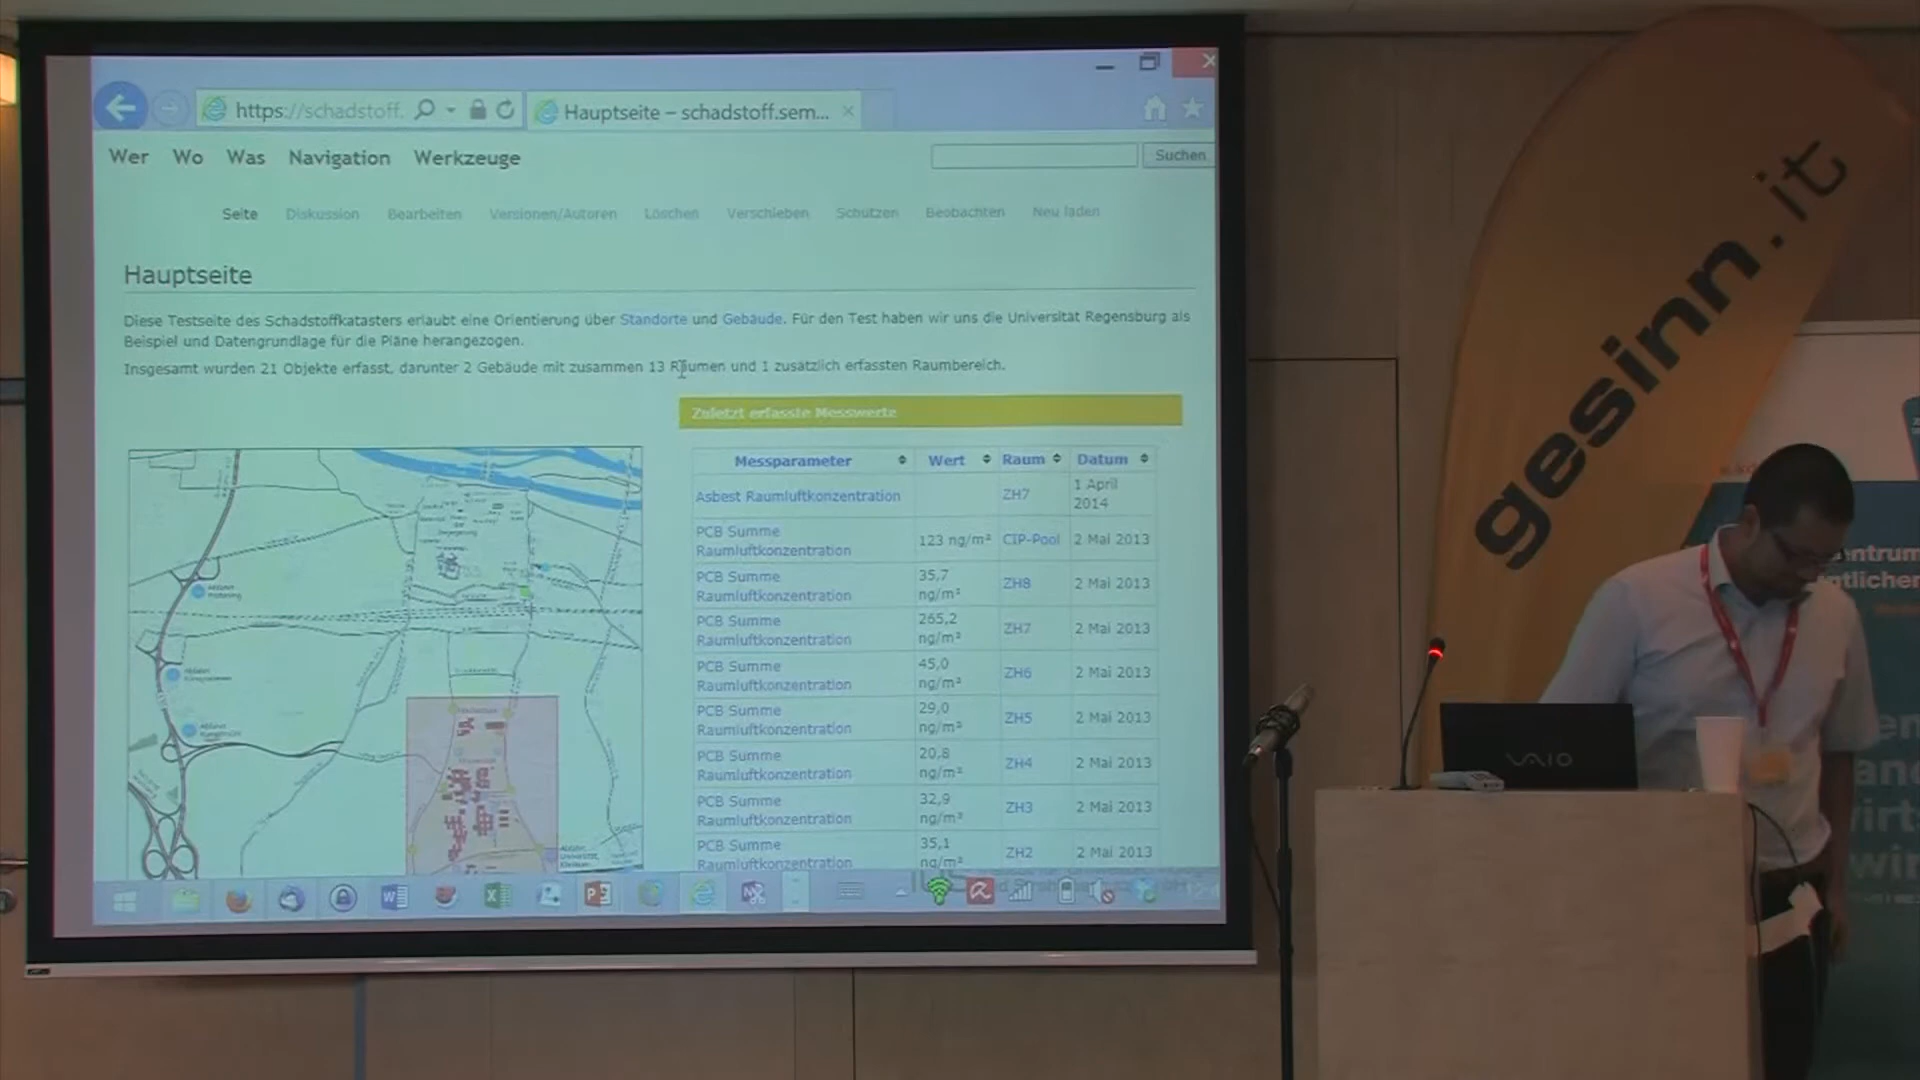 https://schadstoff.
Hauptseite – schadstoff.sem...
Wer Wo Was Navigation Werkzeuge
Suchen
Seite Diskussion Bearbeiten Versionen/Autoren Löschen Verschieben Schützen Beobachten Neu laden
Hauptseite
Diese Testseite des Schadstoffkatasters erlaubt eine Orientierung über Standorte und Gebäude. Für den Test haben wir uns die Universität Regensburg als
Beispiel und Datengrundlage für die Pläne herangezogen.
Insgesamt wurden 21 Objekte erfasst, darunter 2 Gebäude mit zusammen 13 Räumen und 1 zusätzlich erfassten Raumbereich.
Zuletzt erfasste Messwerte
Messparameter Wert Raum Datum
Asbest Raumluftkonzentration ZH7 1 April
2014
PCB Summe
Raumluftkonzentration 123 ng/m³ CIP-Pool 2 Mai 2013
PCB Summe
Raumluftkonzentration 35,7
ng/m³ ZH8 2 Mai 2013
PCB Summe
Raumluftkonzentration 265,2
ng/m³ ZH7 2 Mai 2013
PCB Summe
Raumluftkonzentration 45,0
ng/m³ ZH6 2 Mai 2013
PCB Summe
Raumluftkonzentration 29,0
ng/m³ ZH5 2 Mai 2013
PCB Summe
Raumluftkonzentration 20,8
ng/m³ ZH4 2 Mai 2013
PCB Summe
Raumluftkonzentration 32,9
ng/m³ ZH3 2 Mai 2013
PCB Summe
Raumluftkonzentration 35,1
ng/m³ ZH2 2 Mai 2013
gesinn.it
VAIO